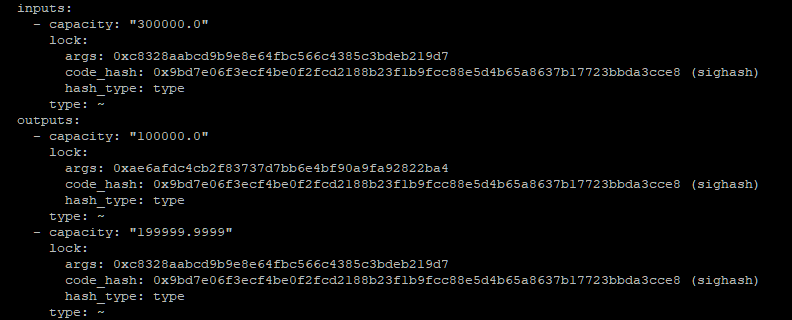 inputs:
  - capacity: "300000.0"
    lock:
      args: 0xc8328aabcd9b9e8e64fbc566c4385c3bdeb219d7
      code_hash: 0x9bd7e06f3ecf4be0f2fcd2188b23f1b9fcc88e5d4b65a8637b17723bbda3cce8 (sighash)
      hash_type: type
    type: ~
outputs:
  - capacity: "100000.0"
    lock:
      args: 0xae6afdc4cb2f83737d7bb6e4bf90a9fa92822ba4
      code_hash: 0x9bd7e06f3ecf4be0f2fcd2188b23f1b9fcc88e5d4b65a8637b17723bbda3cce8 (sighash)
      hash_type: type
    type: ~
  - capacity: "199999.9999"
    lock:
      args: 0xc8328aabcd9b9e8e64fbc566c4385c3bdeb219d7
      code_hash: 0x9bd7e06f3ecf4be0f2fcd2188b23f1b9fcc88e5d4b65a8637b17723bbda3cce8 (sighash)
      hash_type: type
    type: ~